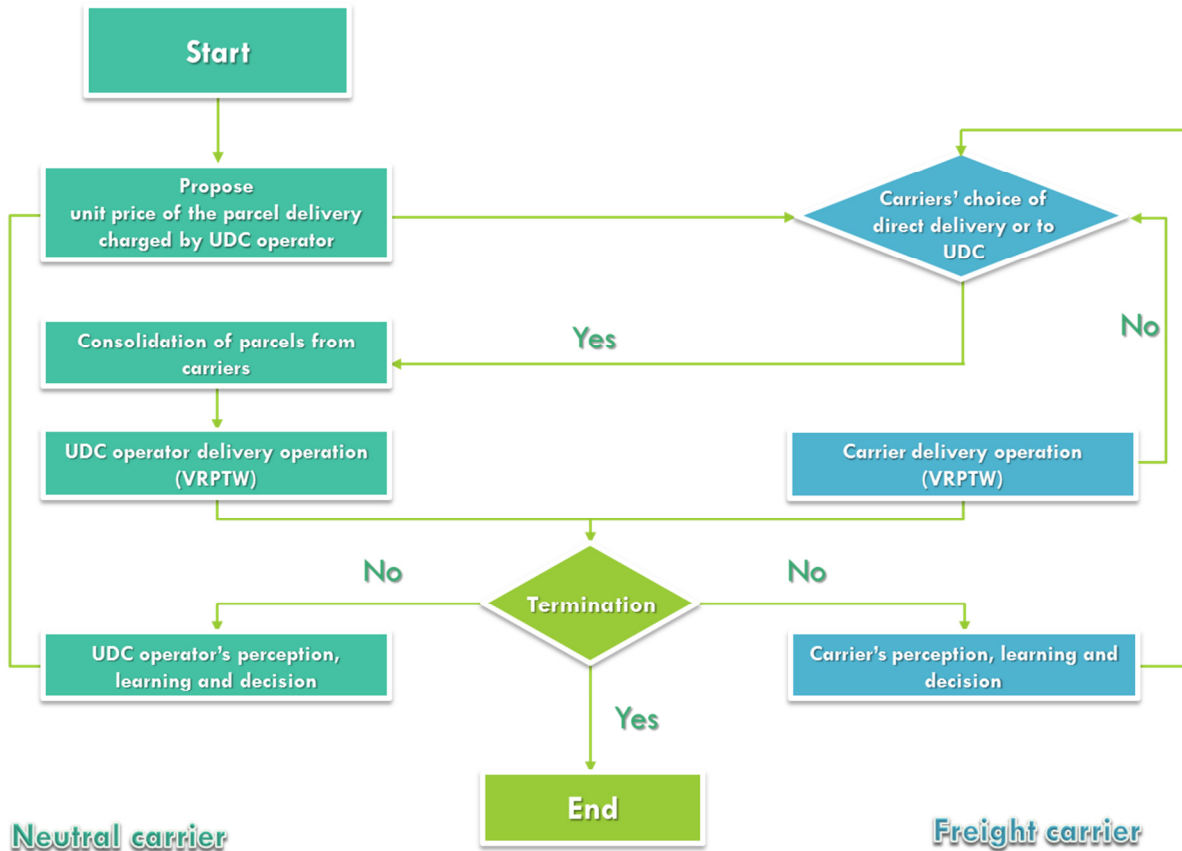 Start
Propose
unit price of the parcel delivery
charged by UDC operator
Carriers' choice of
direct delivery or to
UDC
Yes
No
Consolidation of parcels from
carriers
UDC operator delivery operation
(VRPTW)
Carrier delivery operation
(VRPTW)
No
No
Termination
UDC operator's perception,
learning and decision
Carrier's perception, learning and
decision
Yes
End
Neutral carrier
Freight carrier